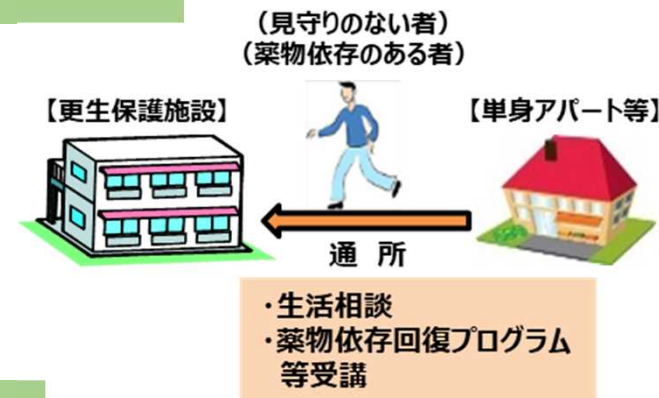 （見守りのない者）
（薬物依存のある者）
【更生保護施設】
【単身アパート等】
通 所
・生活相談
・薬物依存回復プログラム
等受講